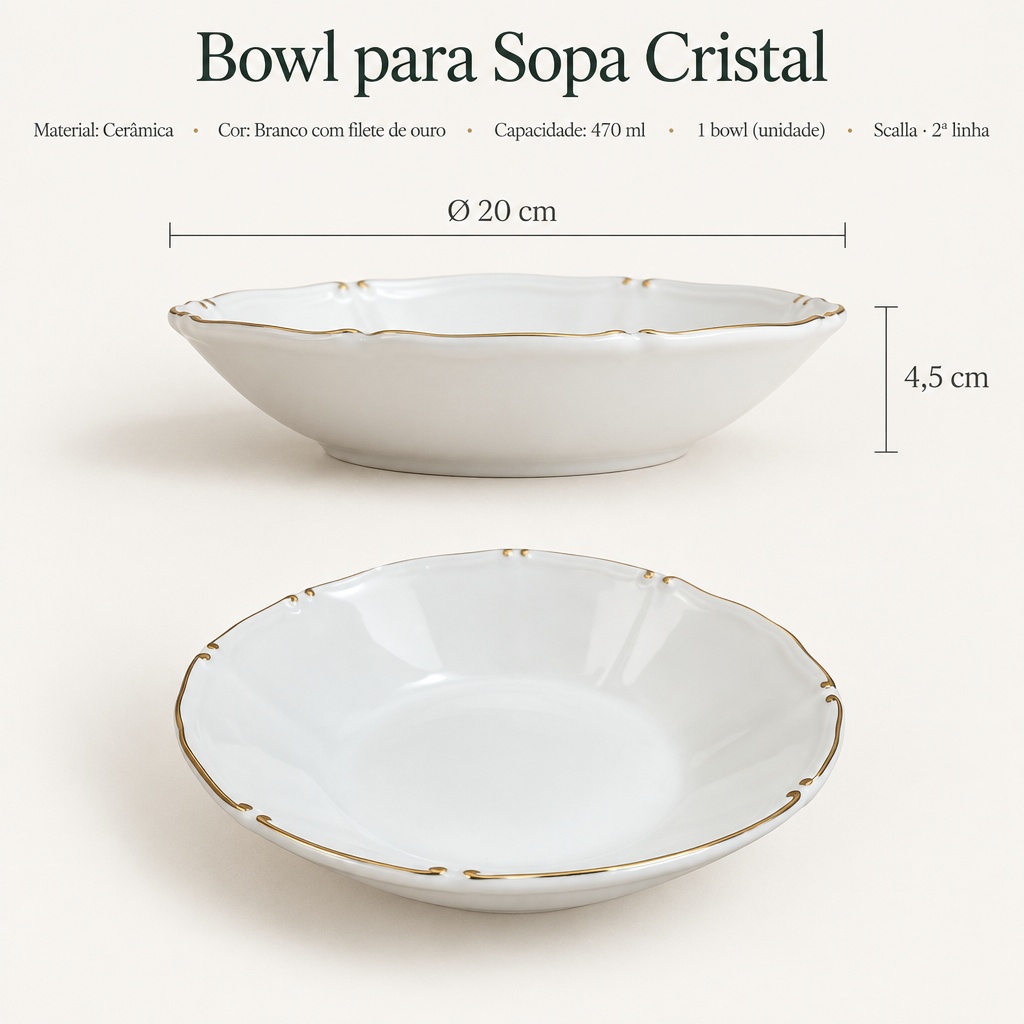 Bowl para Sopa Cristal
Material: Cerâmica • Cor: Branco com filete de ouro • Capacidade: 470 ml • 1 bowl (unidade) • Scalla · 2ª linha
Ø 20 cm
4,5 cm